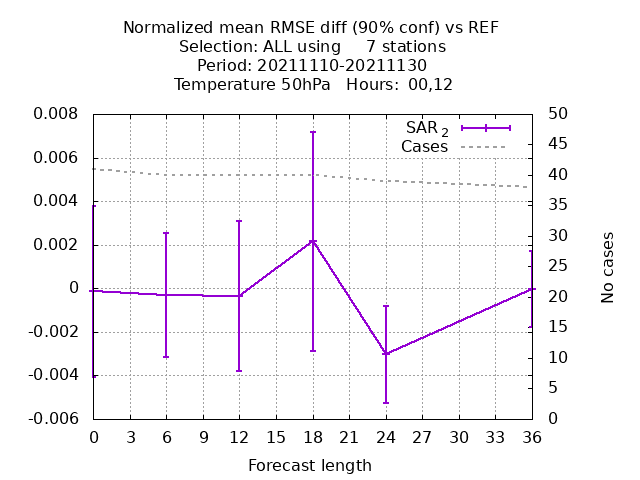 Normalized mean RMSE diff (90% conf) vs REF
Selection: ALL using 7 stations
Period: 20211110-20211130
Temperature 50hPa Hours: 00,12
SAR 2
Cases
0.008
0.006
0.004
0.002
0
-0.002
-0.004
-0.006
50
45
40
35
30
25
20
15
10
5
0
No cases
0 3 6 9 12 15 18 21 24 27 30 33 36
Forecast length